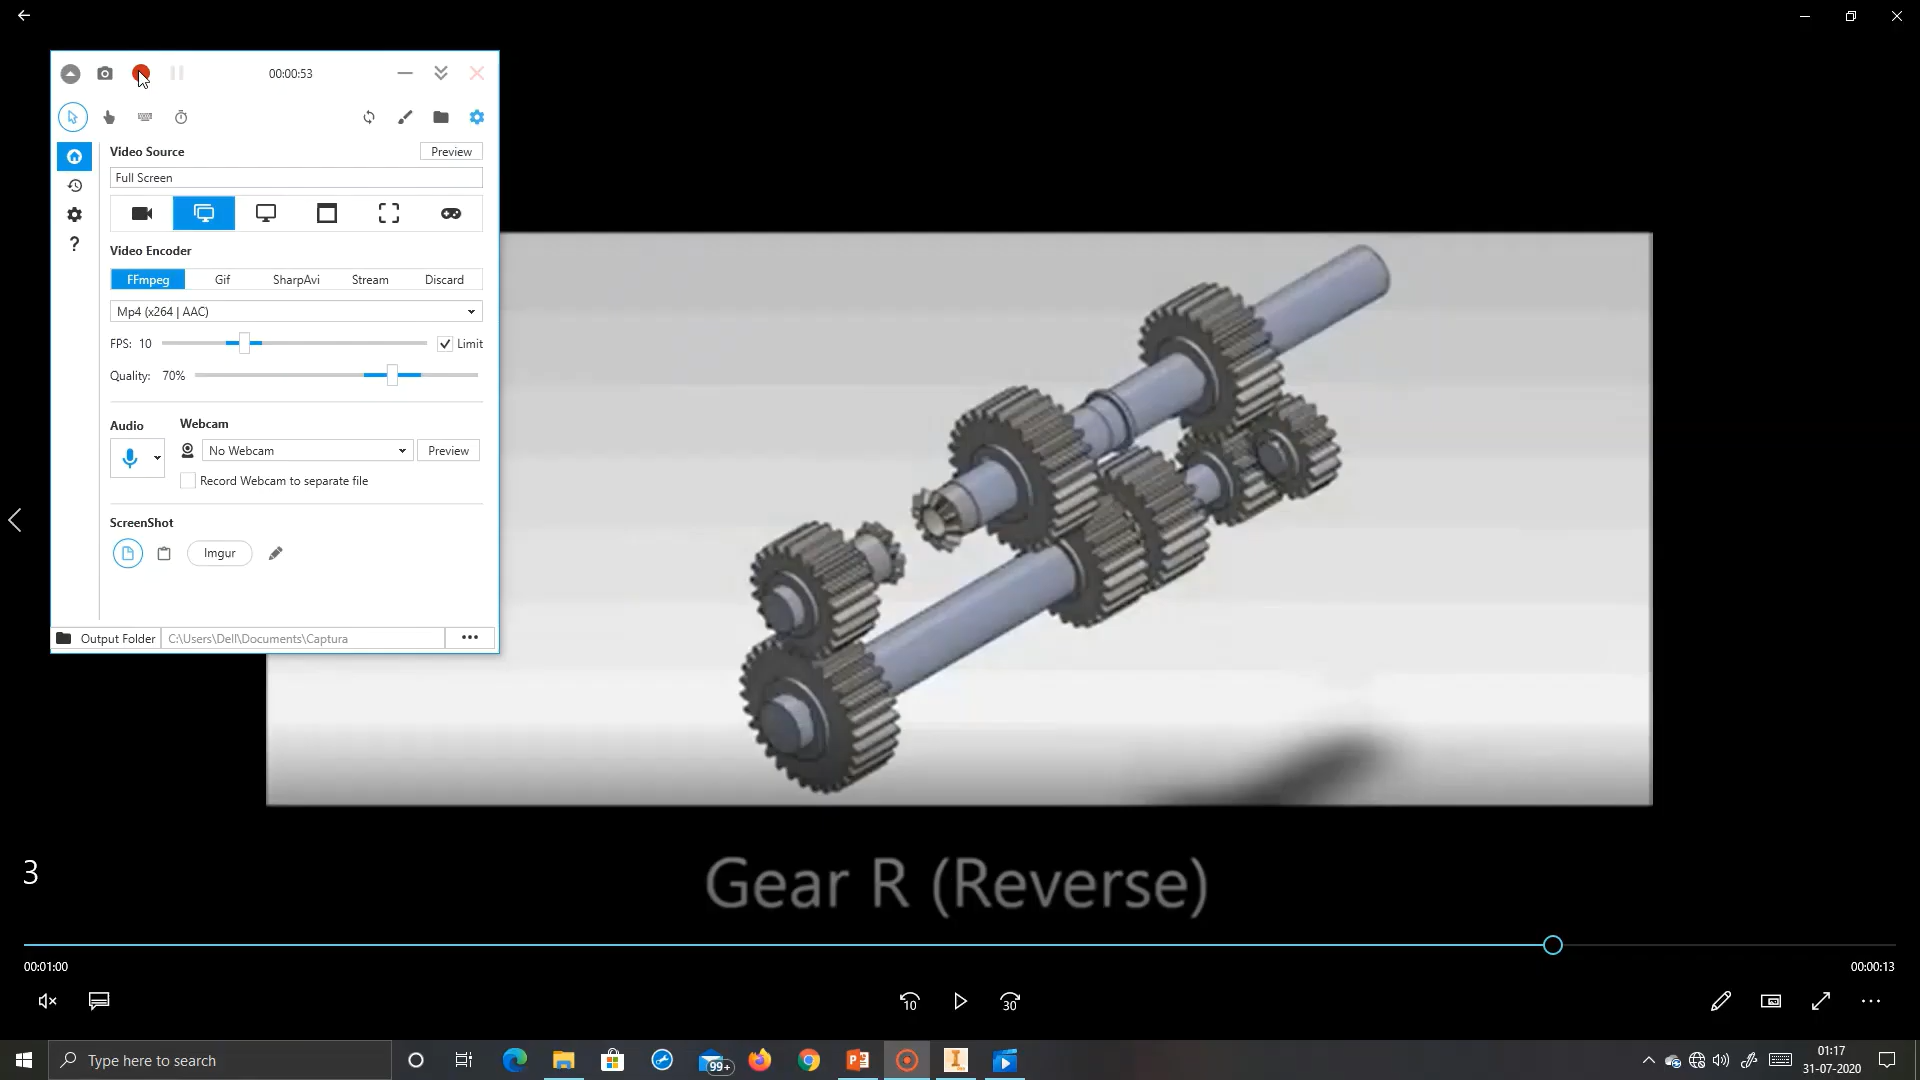 00:00:53
Video Source
Preview
Full Screen
Video Encoder
FFmpeg Gif SharpAvi Stream Discard
Mp4 (x264 | AAC)
FPS: 10 Limit
Quality: 70%
Audio Webcam
No Webcam Preview
Record Webcam to separate file
ScreenShot
Imgur
Output Folder C:\Users\Dell\Documents\Captura
3
Gear R (Reverse)
00:01:00 00:00:13
10 30
Type here to search
99+
01:17
31-07-2020